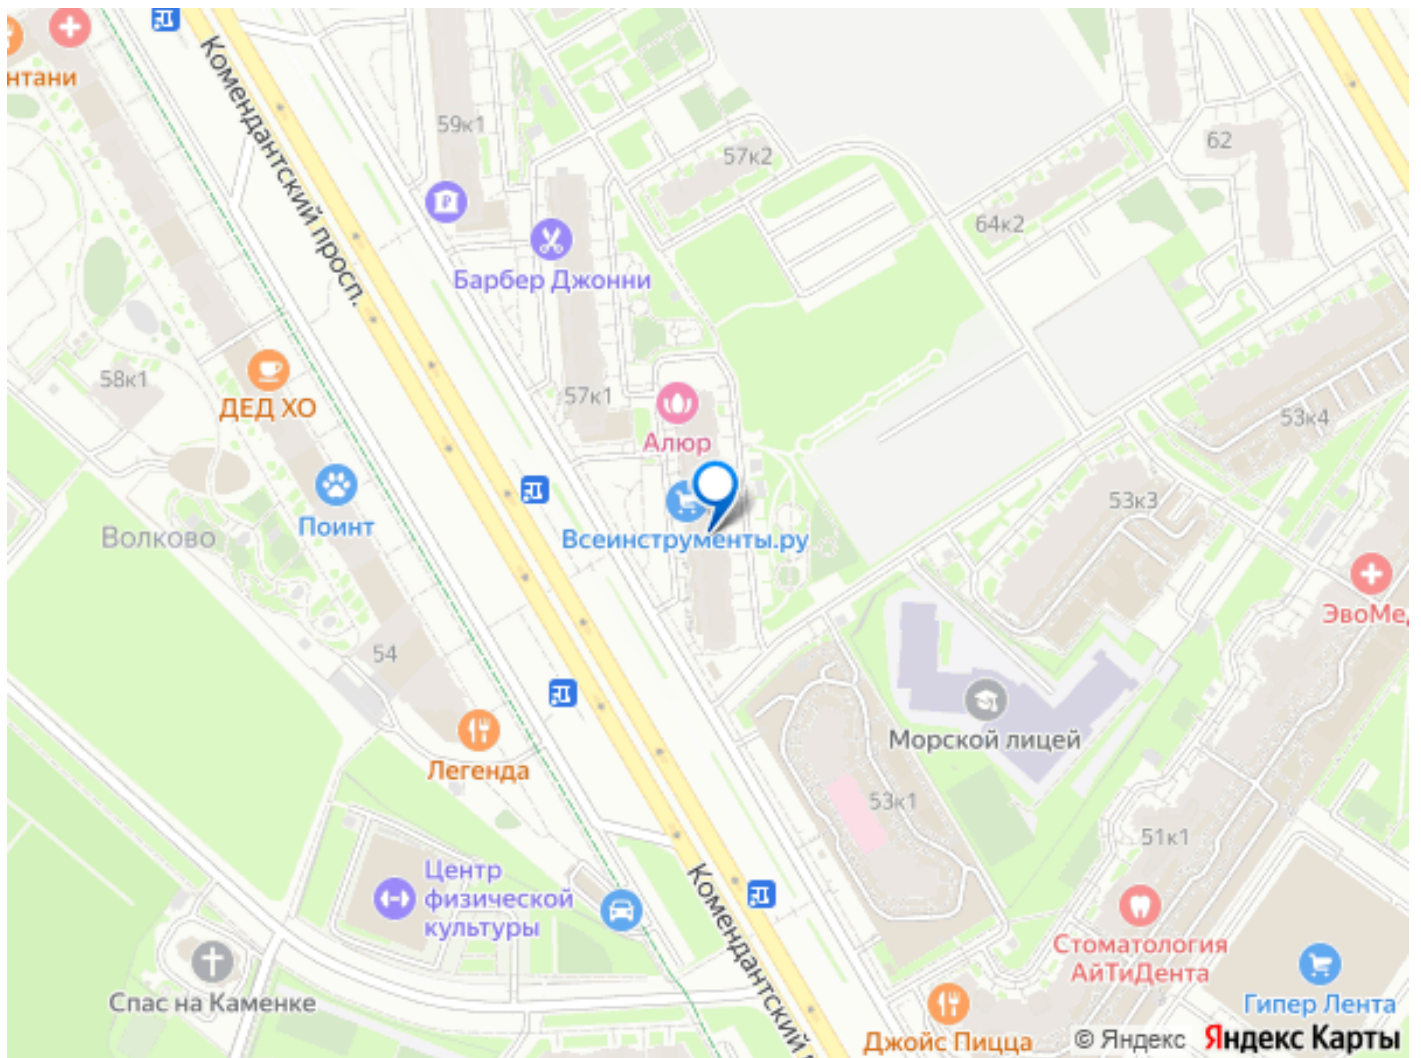 нтани
Комендантский просп.
59к1
57к2
62
64к2
Барбер Джонни
58к1
ДЕД ХО
57к1
Алюр
53к4
Поинт
Волково
Всеинструменты.ру
53к3
ЭвоМед
54
Легенда
Морской лицей
53к1
51к1
Центр
физической
культуры
Комендантский
Спас на Каменке
Стоматология
АйТиДента
Гипер Лента
Джойс Пицца
© Яндекс Яндекс Карты